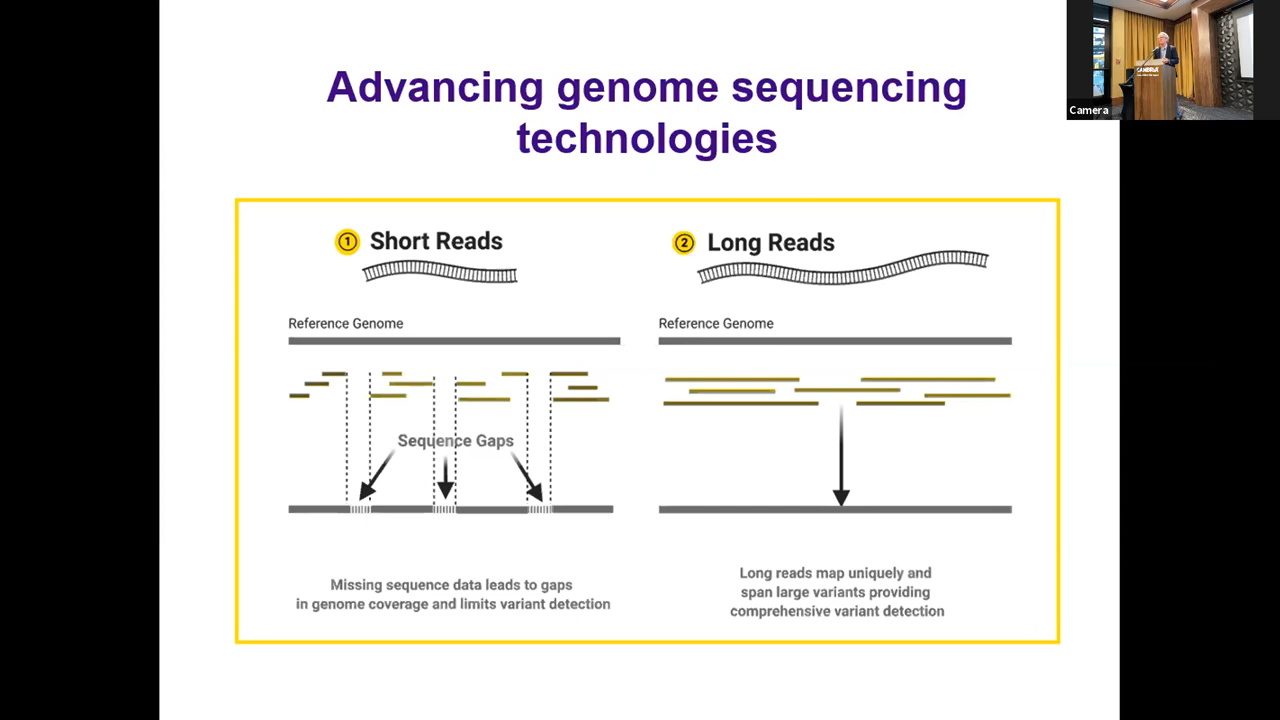 Advancing genome sequencing
technologies
Camera
1 Short Reads
Reference Genome
Sequence Gaps
Missing sequence data leads to gaps
in genome coverage and limits variant detection
2 Long Reads
Reference Genome
Long reads map uniquely and
span large variants providing
comprehensive variant detection